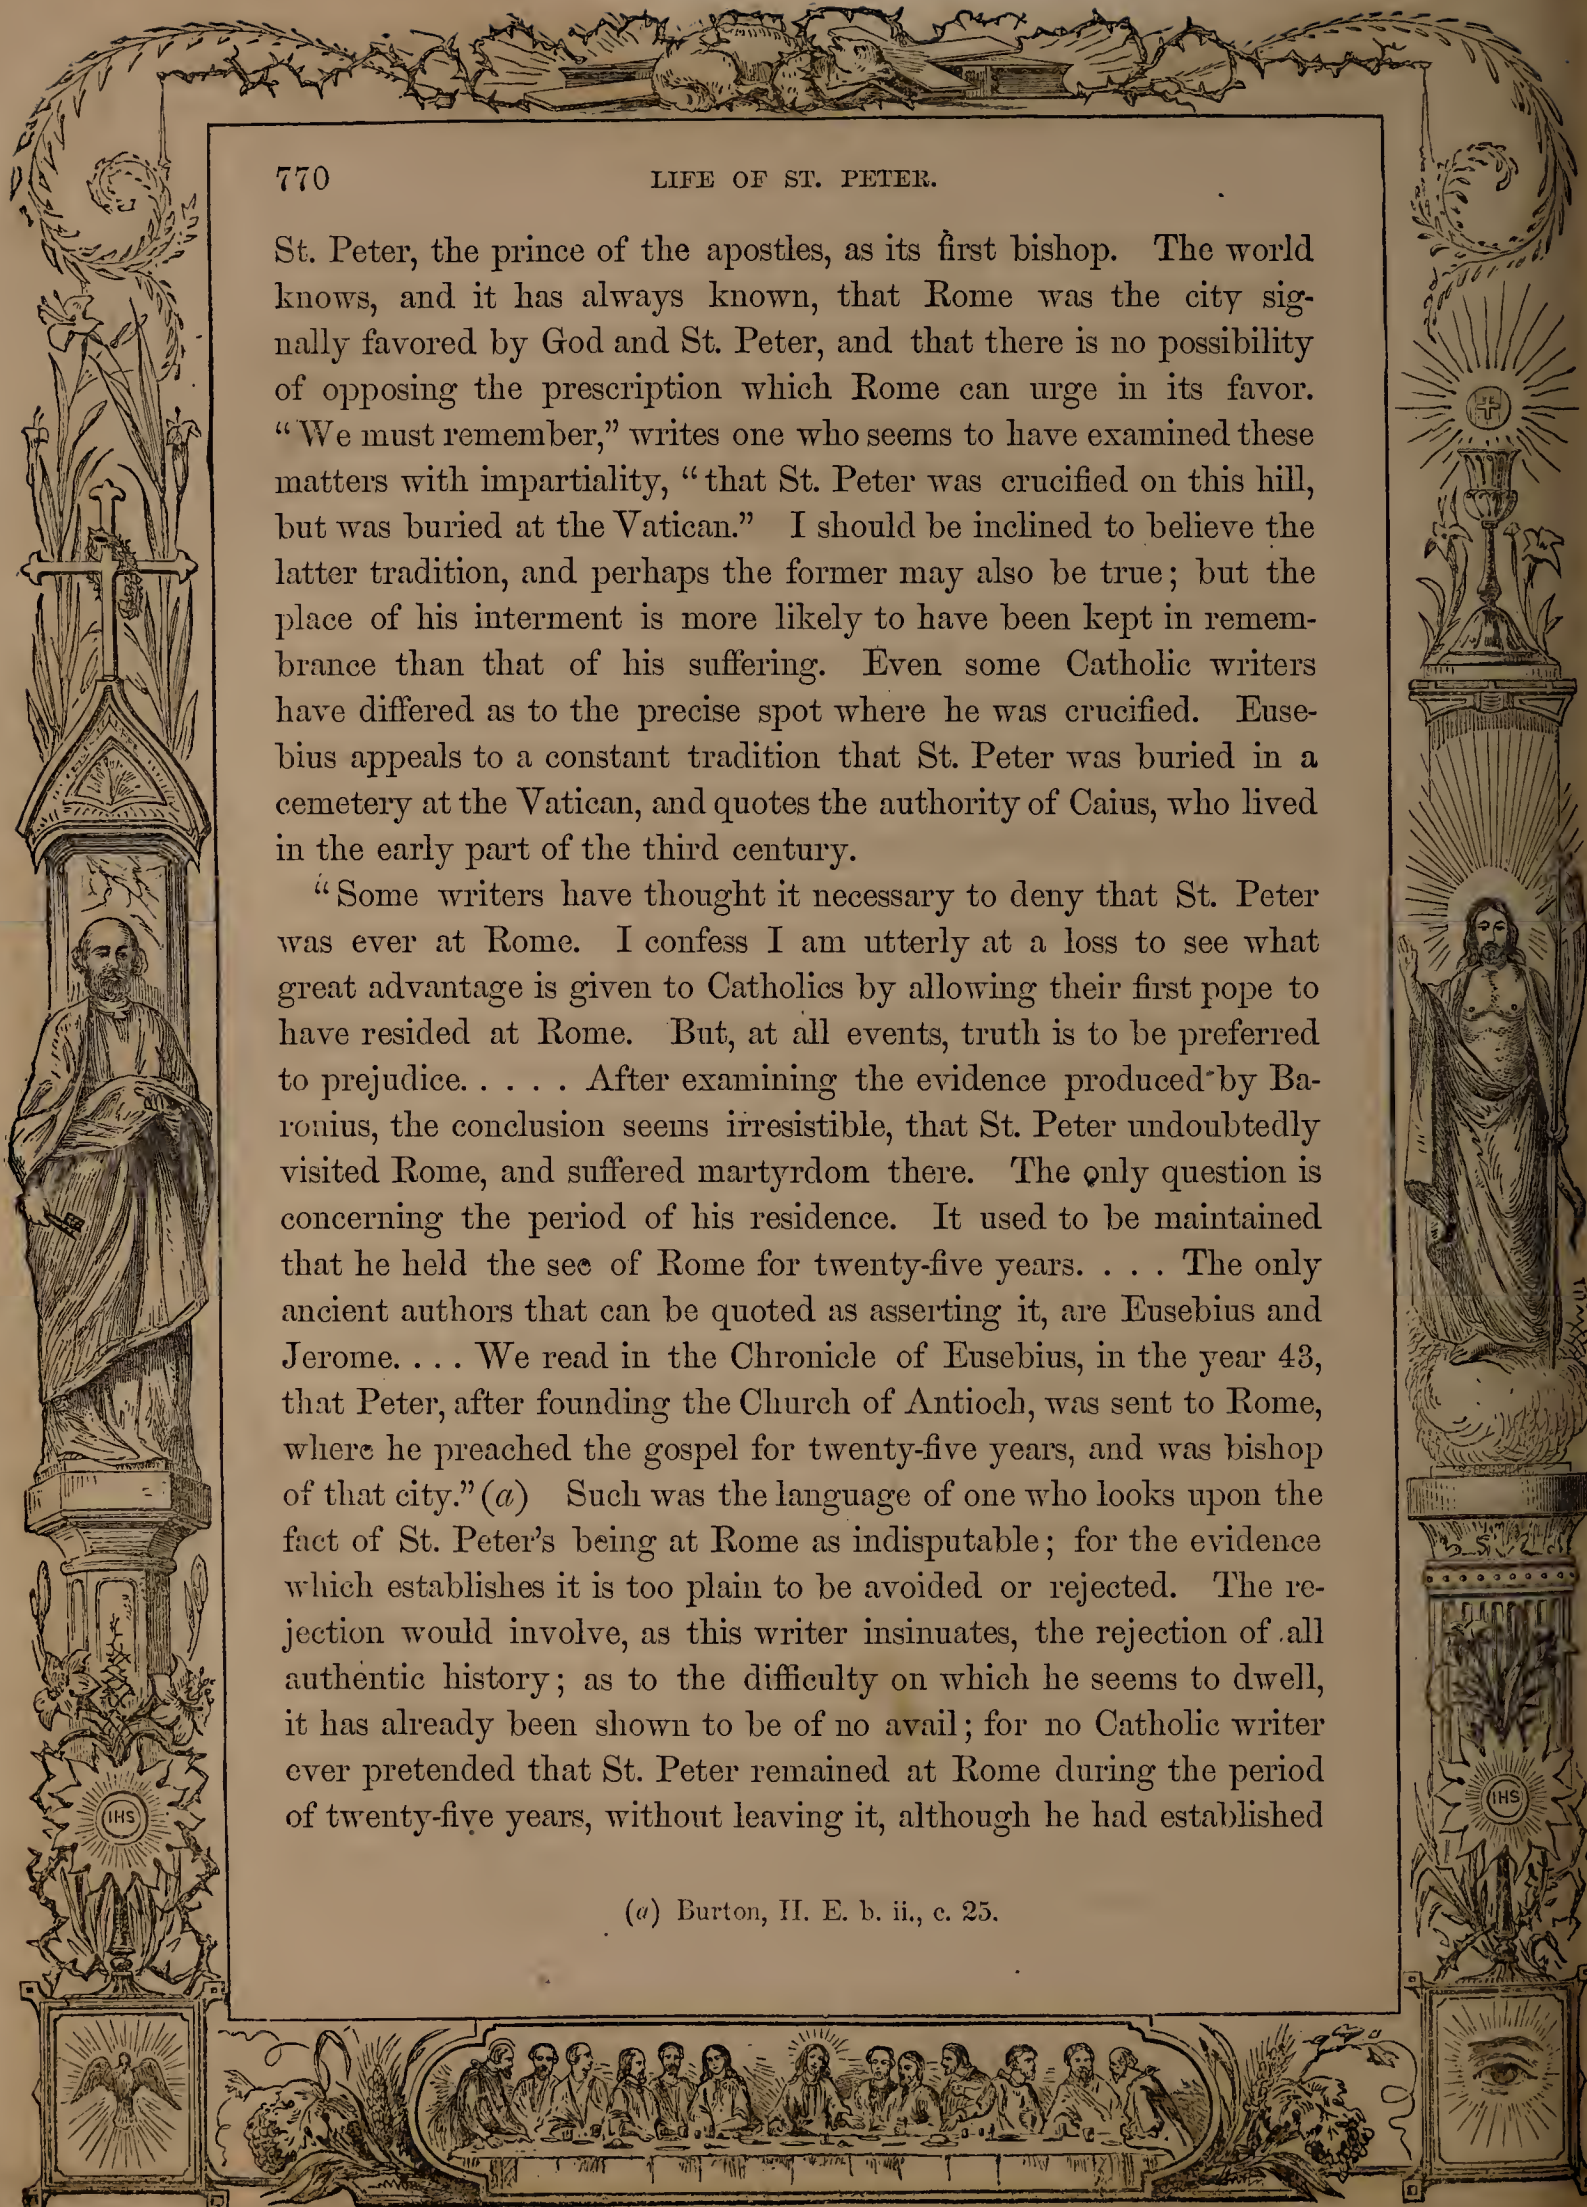 770 LIFE OF ST. PETER.
St. Peter, the prince of the apostles, as its first bishop. The world
knows, and it has always known, that Rome was the city sig-
nally favored by God and St. Peter, and that there is no possibility
of opposing the prescription which Rome can urge in its favor.
“We must remember,” writes one who seems to have examined these
matters with impartiality, “that St. Peter was crucified on this hill,
but was buried at the Vatican.” I should be inclined to believe the
latter tradition, and perhaps the former may also be true; but the
place of his interment is more likely to have been kept in remem-
brance than that of his suffering. Even some Catholic writers
have differed as to the precise spot where he was crucified. Euse-
bius appeals to a constant tradition that St. Peter was buried in a
cemetery at the Vatican, and quotes the authority of Caius, who lived
in the early part of the third century.
“Some writers have thought it necessary to deny that St. Peter
was ever at Rome. I confess I am utterly at a loss to see what
great advantage is given to Catholics by allowing their first pope to
have resided at Rome. But, at all events, truth is to be preferred
to prejudice. . . . . After examining the evidence produced by Ba-
ronius, the conclusion seems irresistible, that St. Peter undoubtedly
visited Rome, and suffered martyrdom there. The only question is
concerning the period of his residence. It used to be maintained
that he held the see of Rome for twenty-five years. . . . The only
ancient authors that can be quoted as asserting it, are Eusebius and
Jerome. . . . We read in the Chronicle of Eusebius, in the year 43,
that Peter, after founding the Church of Antioch, was sent to Rome,
where he preached the gospel for twenty-five years, and was bishop
of that city.” (a) Such was the language of one who looks upon the
fact of St. Peter’s being at Rome as indisputable; for the evidence
which establishes it is too plain to be avoided or rejected. The re-
jection would involve, as this writer insinuates, the rejection of all
authentic history; as to the difficulty on which he seems to dwell,
it has already been shown to be of no avail; for no Catholic writer
ever pretended that St. Peter remained at Rome during the period
of twenty-five years, without leaving it, although he had established
(a) Burton, H. E. b. ii., c. 25.
IHS
IHS